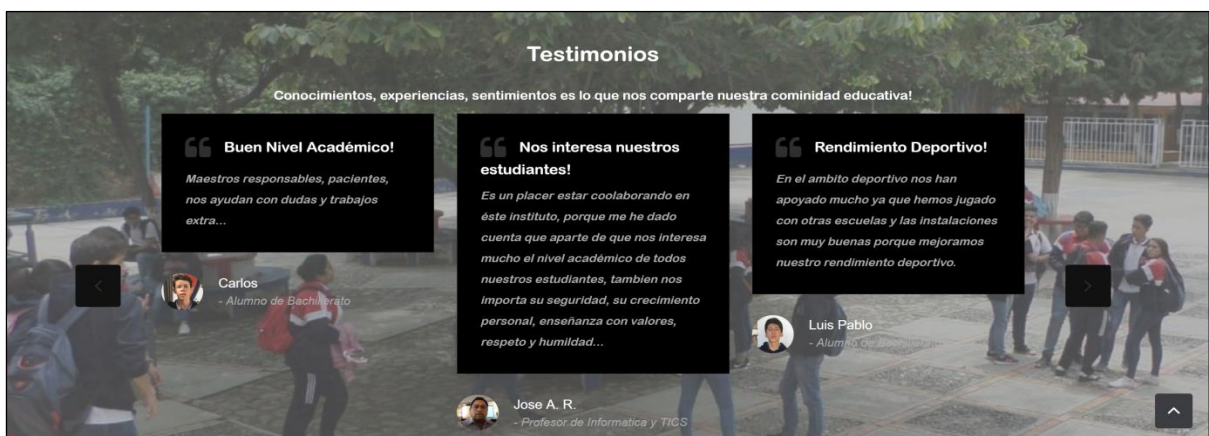 Testimonios
Conocimientos, experiencias, sentimientos es lo que nos comparte nuestra cominidad educativa!
Buen Nivel Académico!
Maestros responsables, pacientes,
nos ayudan con dudas y trabajos
extra...
Carlos
- Alumno de Bachillerato
Nos interesa nuestros
estudiantes!
Es un placer estar coolaborando en
éste instituto, porque me he dado
cuenta que aparte de que nos interesa
mucho el nivel académico de todos
nuestros estudiantes, tambien nos
importa su seguridad, su crecimiento
personal, enseñanza con valores,
respeto y humildad...
Jose A. R.
- Profesor de Informatica y TICS
Rendimiento Deportivo!
En el ambito deportivo nos han
apoyado mucho ya que hemos jugado
con otras escuelas y las instalaciones
son muy buenas porque mejoramos
nuestro rendimiento deportivo.
Luis Pablo
- Alumno de